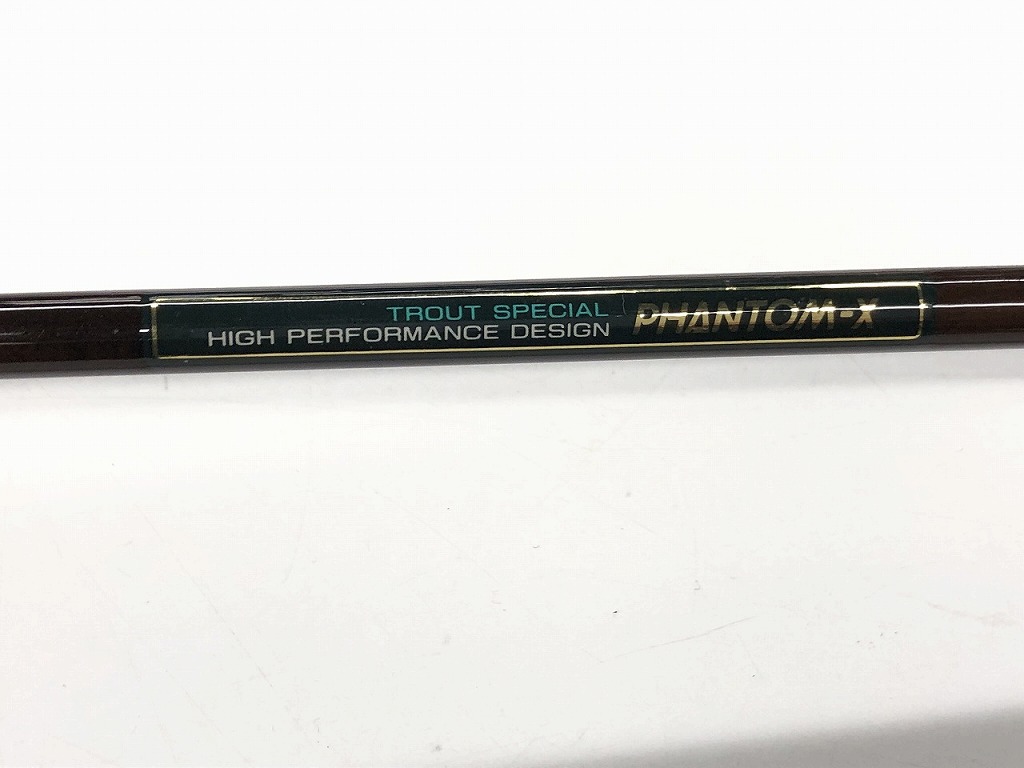 TROUT SPECIAL
HIGH PERFORMANCE DESIGN
PHANTOM-X